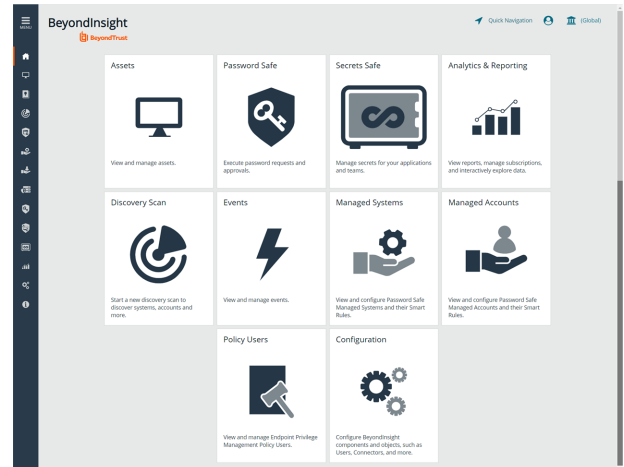 MENU
BeyondInsight
BeyondTrust
Quick Navigation
(Global)
Assets
View and manage assets.
Password Safe
Execute password requests and
approvals.
Secrets Safe
Manage secrets for your applications
and teams.
Analytics & Reporting
View reports, manage subscriptions,
and interactively explore data.
Discovery Scan
Start a new discovery scan to
discover systems, accounts and
more.
Events
View and manage events.
Managed Systems
View and configure Password Safe
Managed Systems and their Smart
Rules.
Managed Accounts
View and configure Password Safe
Managed Accounts and their Smart
Rules.
Policy Users
View and manage Endpoint Privilege
Management Policy Users.
Configuration
Configure BeyondInsight
components and objects, such as
Users, Connectors, and more.